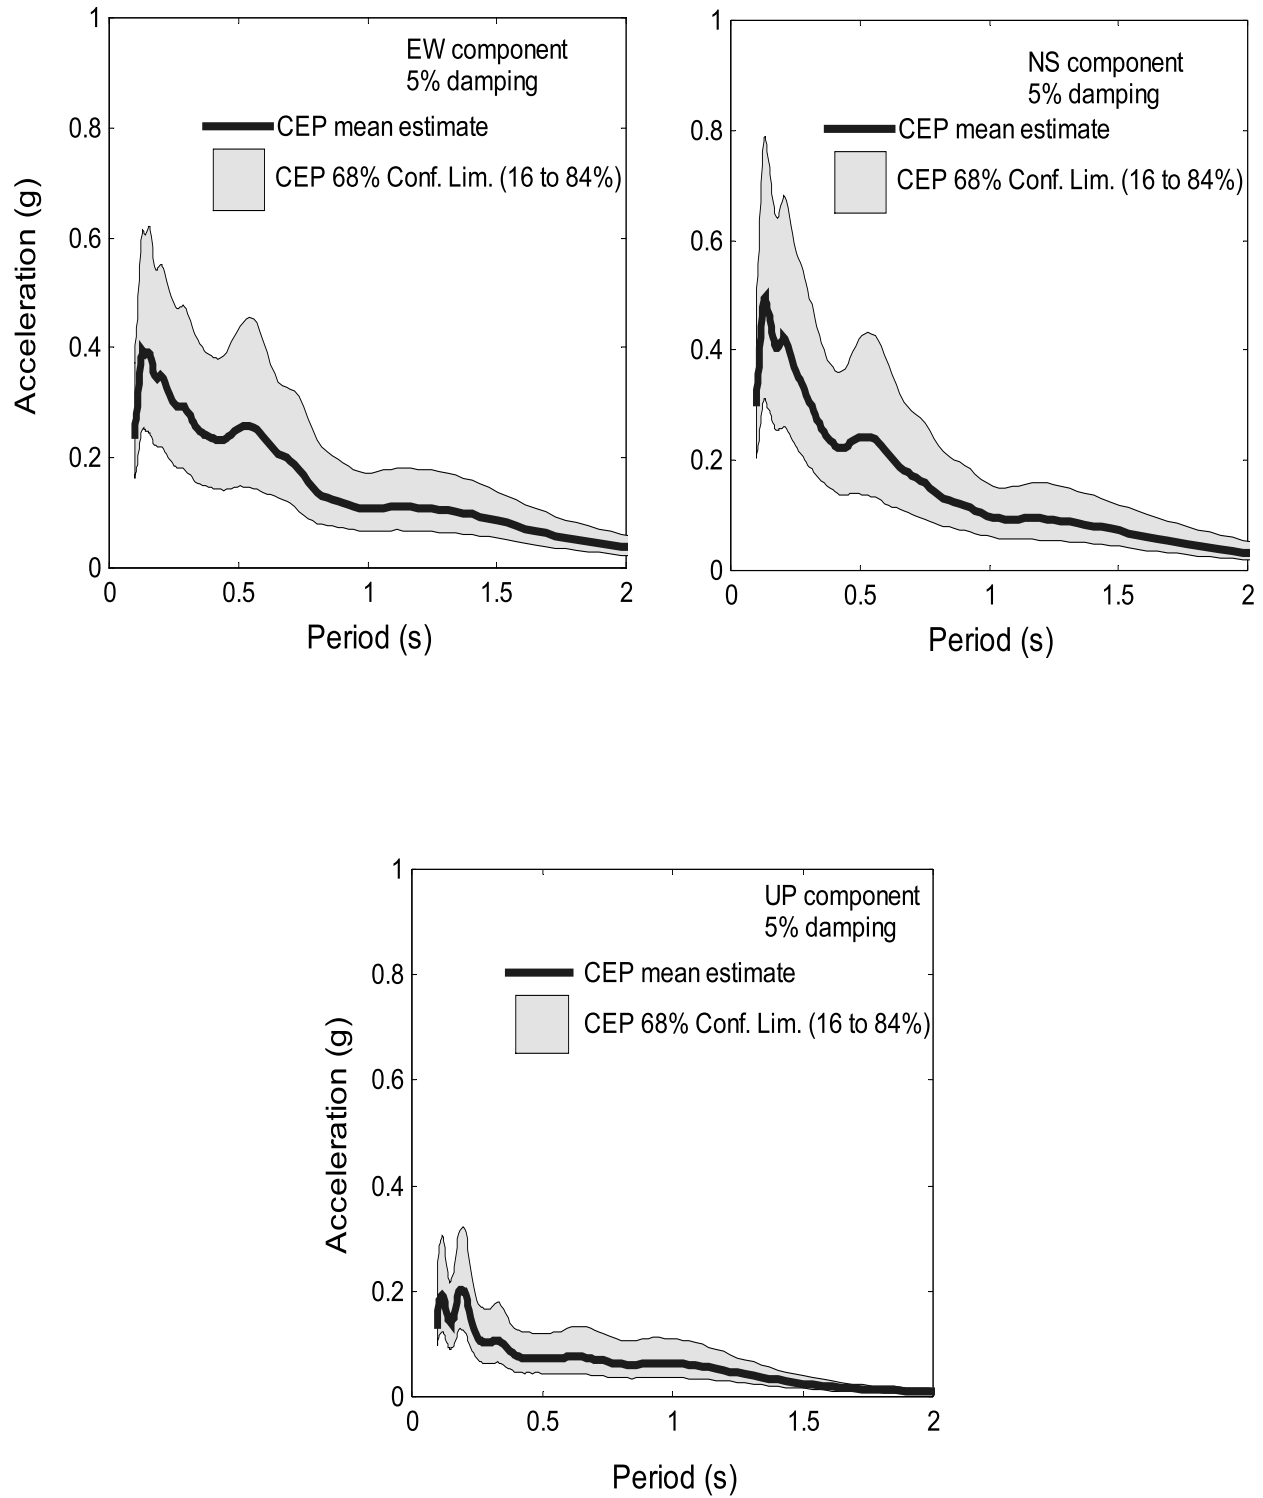 EW component
5% damping
CEP mean estimate
CEP 68% Conf. Lim. (16 to 84%)
1
0.8
0.6
0.4
0.2
0
Acceleration (g)
0
0.5
1
1.5
2
Period (s)
NS component
5% damping
CEP mean estimate
CEP 68% Conf. Lim. (16 to 84%)
1
0.8
0.6
0.4
0.2
0
0
0.5
1
1.5
2
Period (s)
UP component
5% damping
CEP mean estimate
CEP 68% Conf. Lim. (16 to 84%)
1
0.8
0.6
0.4
0.2
0
Acceleration (g)
0
0.5
1
1.5
2
Period (s)